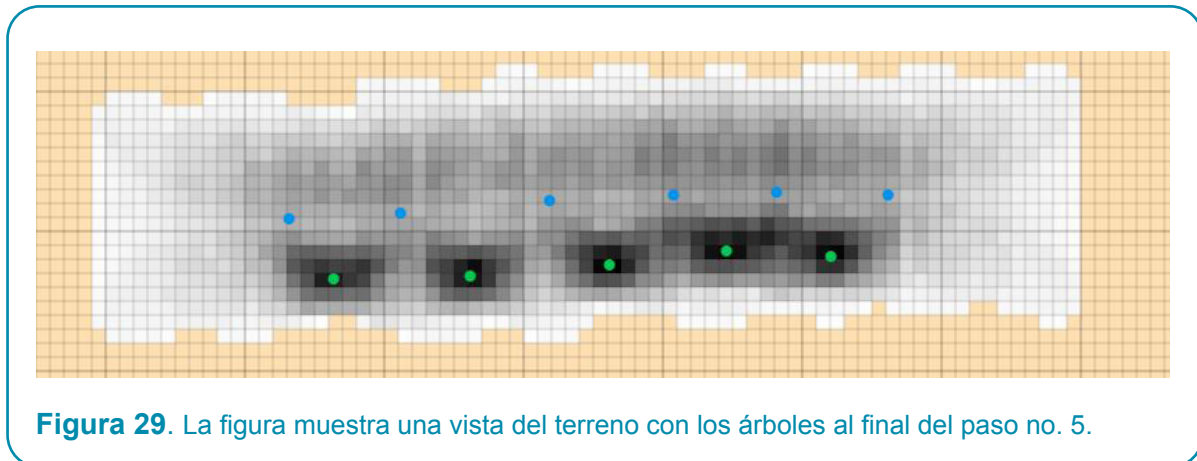 Figura 29. La figura muestra una vista del terreno con los árboles al final del paso no. 5.